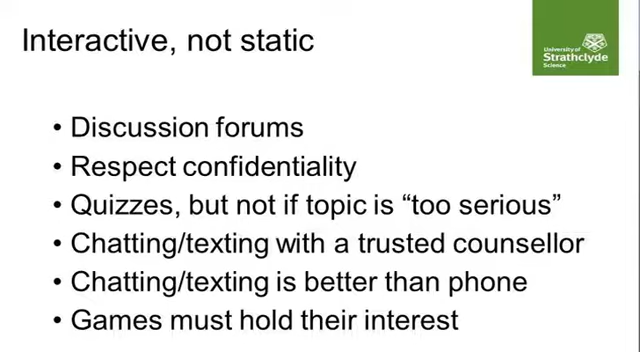 Interactive, not static
University of
Strathclyde
Science
• Discussion forums
• Respect confidentiality
• Quizzes, but not if topic is “too serious”
• Chatting/texting with a trusted counsellor
• Chatting/texting is better than phone
• Games must hold their interest